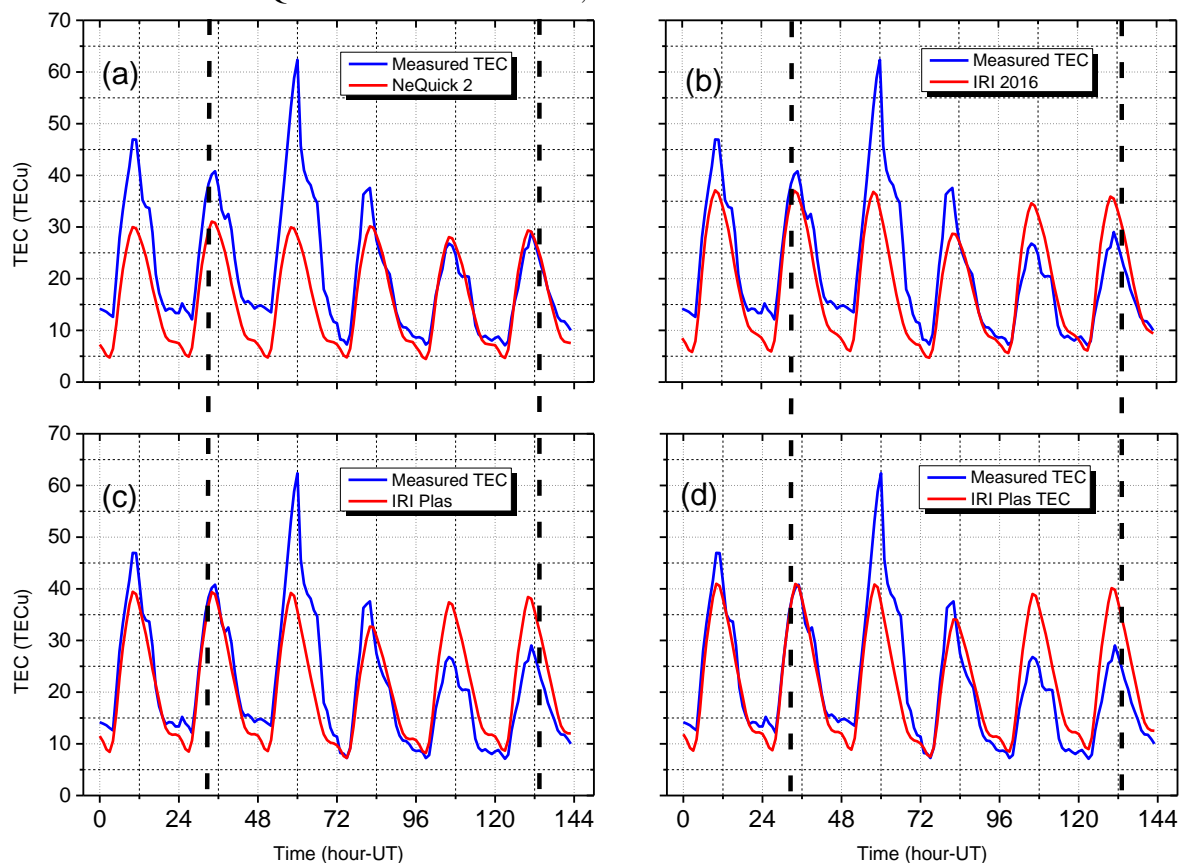 70
60
50
40
30
20
10
0
TEC (TECu)
(a)
Measured TEC
NeQuick 2
(b)
Measured TEC
IRI 2016
70
60
50
40
30
20
10
0
TEC (TECu)
(c)
Measured TEC
IRI Plas
(d)
Measured TEC
IRI Plas TEC
0 24 48 72 96 120 144
Time (hour-UT)
0 24 48 72 96 120 144
Time (hour-UT)